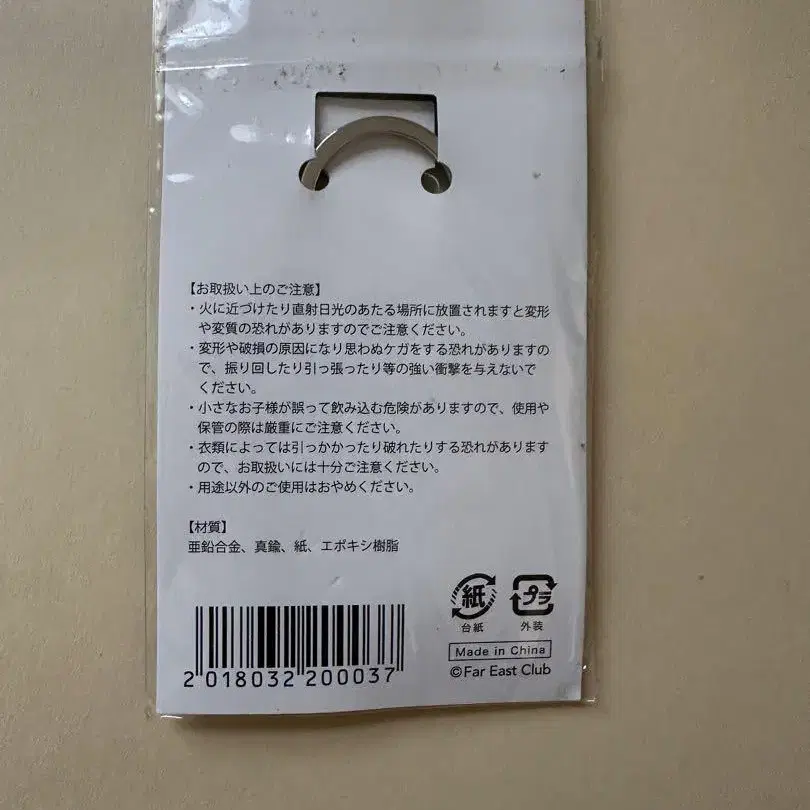 【お取扱い上のご注意】
・火に近づけたり直射日光のあたる場所に放置されますと変形
や変質の恐れがありますのでご注意ください。
・変形や破損の原因になり思わぬケガをする恐れがありますの
で、振り回したり引っ張ったり等の強い衝撃を与えないで
ください。
・小さなお子様が誤って飲み込む危険がありますので、使用や
保管の際は厳重にご注意ください。
・衣類によっては引っかかったり破れたりする恐れがあります
ので、お取扱いには十分ご注意ください。
・用途以外のご使用はおやめください。
【材質】
亜鉛合金、真鍮、紙、エポキシ樹脂
紙 プラ
台紙 外装
Made in China
©Far East Club
2 018032 200037